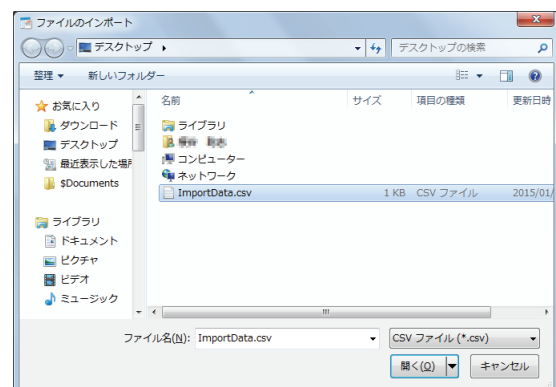 ファイルのインポート
デスクトップ
デスクトップの検索
整理 新しいフォルダー
名前 サイズ 項目の種類 更新日時
お気に入り
ダウンロード
デスクトップ
最近表示した場所
$Documents
ライブラリ
ドキュメント
ピクチャ
ビデオ
ミュージック
ライブラリ
コンピューター
ネットワーク
ImportData.csv 1 KB CSV ファイル 2015/01/
ファイル名(N): ImportData.csv CSV ファイル (*.csv)
開く(O) キャンセル